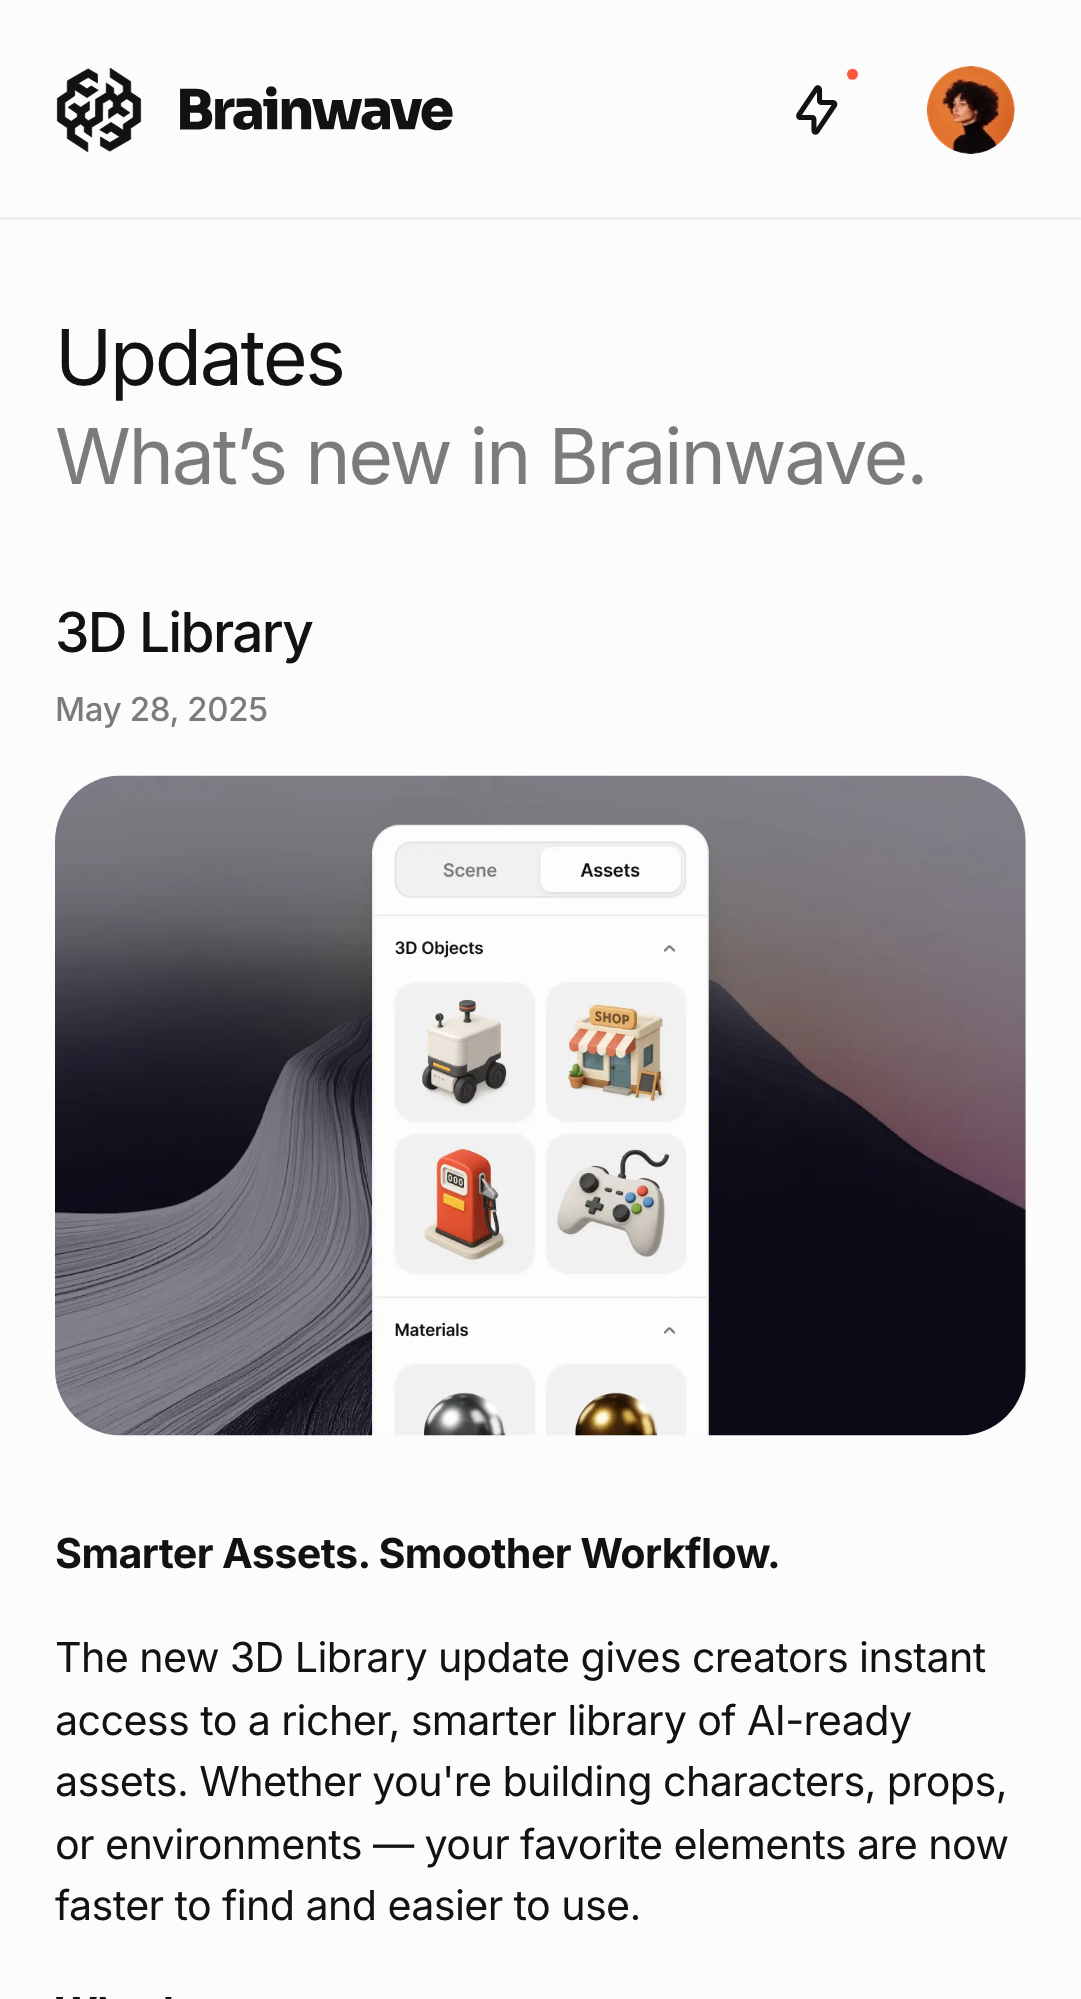 Brainwave
Updates
What’s new in Brainwave.
3D Library
May 28, 2025
Scene
Assets
3D Objects
SHOP
000
Materials
Smarter Assets. Smoother Workflow.
The new 3D Library update gives creators instant
access to a richer, smarter library of AI-ready
assets. Whether you're building characters, props,
or environments — your favorite elements are now
faster to find and easier to use.